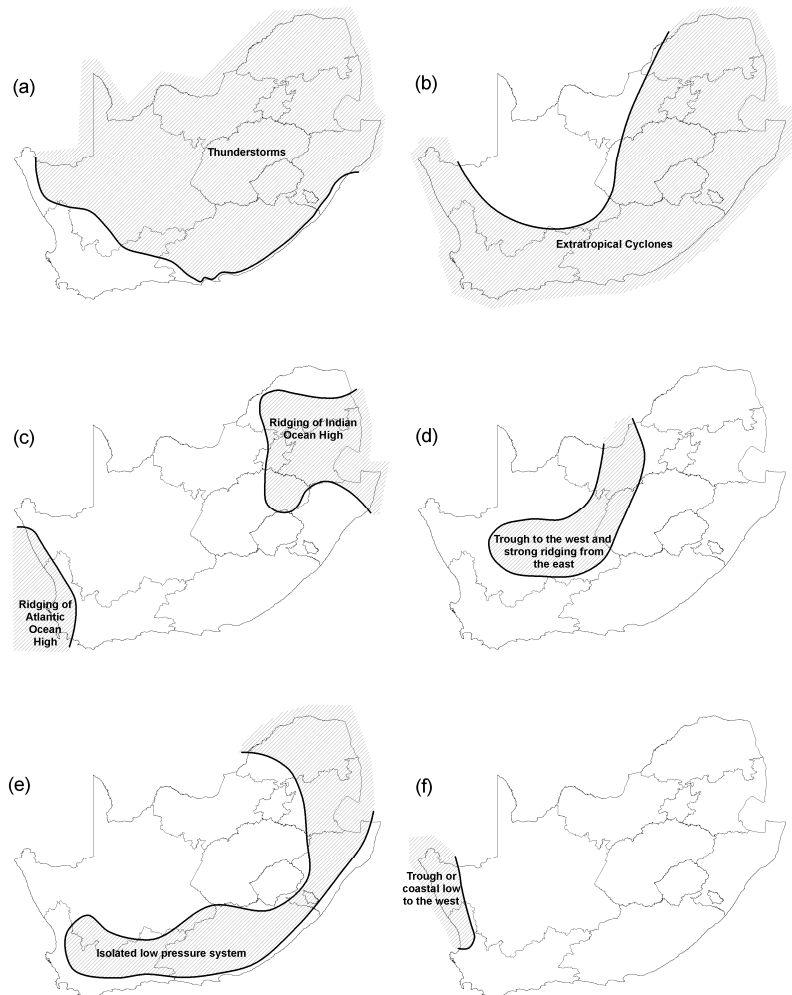 (a)
Thunderstorms
(b)
Extratropical Cyclones
(c)
Ridging of Indian
Ocean High
Ridging of
Atlantic
Ocean
High
(d)
Trough to the west and
strong ridging from
the east
(e)
Isolated low pressure system
(f)
Trough or
coastal low
to the west